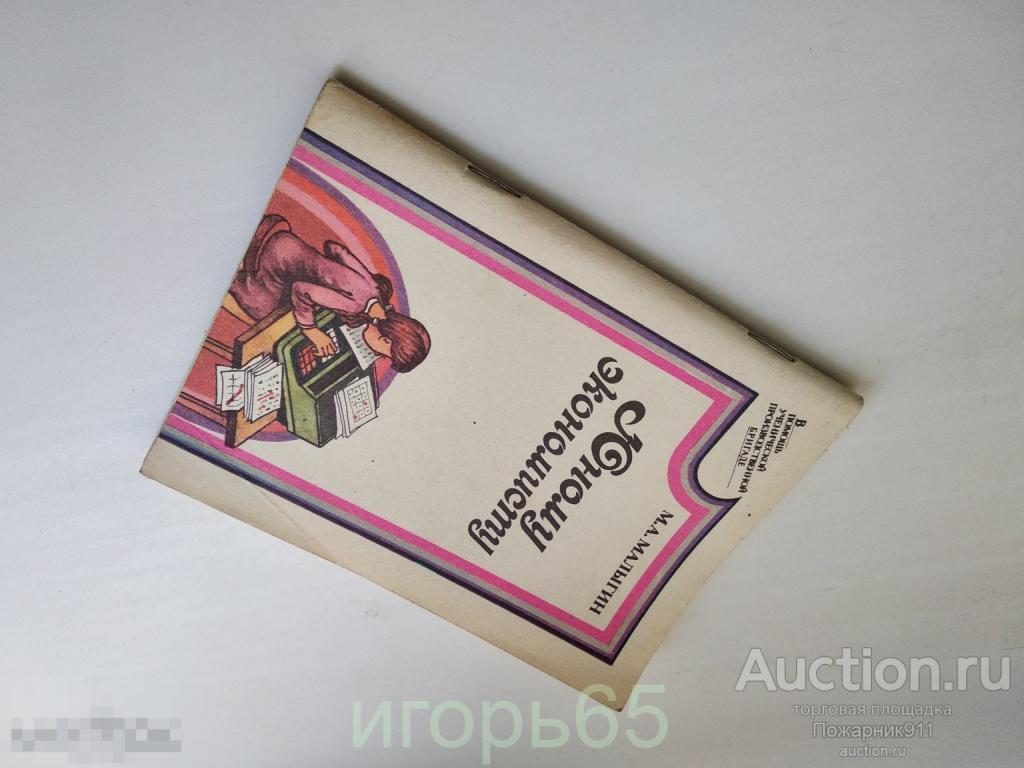 В
ПОМОЩЬ
УЧЕНИЧЕСКОЙ
ПРОИЗВОДСТВЕННОЙ
БРИГАДЕ
М.А. МАЛЫГИН
Юному
экономисту
игорь65
Auction.ru
торговая площадка
Пожарник911
auction.ru